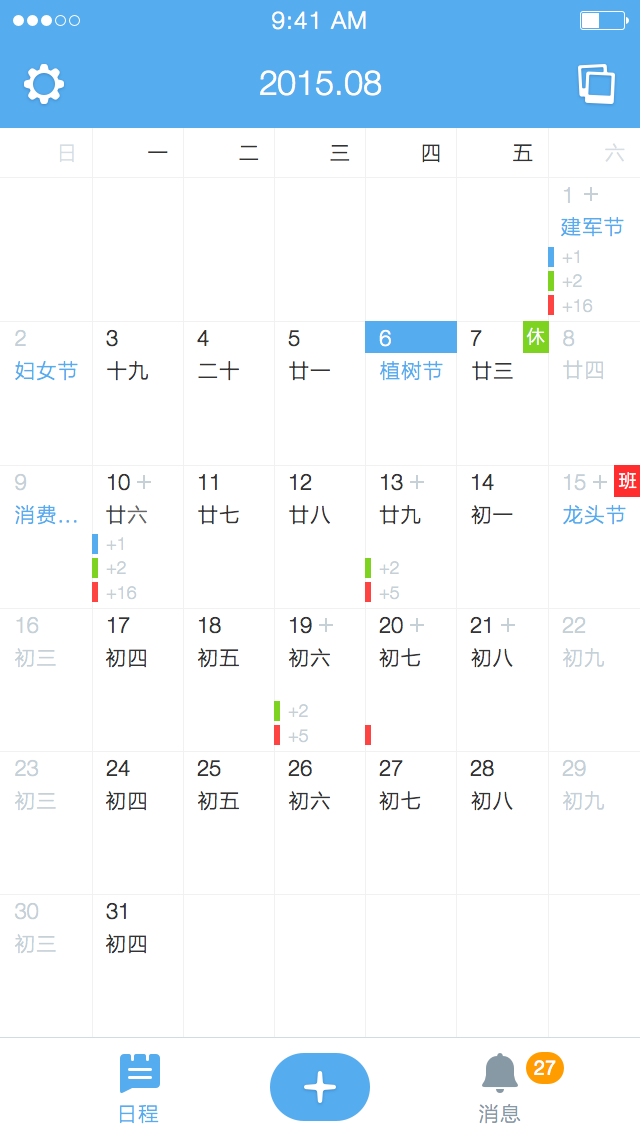 9:41 AM
2015.08
日 一 二 三 四 五 六
1 +
建军节
+1
+2
+16
2 3 4 5 6 7 休 8
妇女节 十九 二十 廿一 植树节 廿三 廿四
9 10 + 11 12 13 + 14 15 + 班
消费... 廿六 廿七 廿八 廿九 初一 龙头节
+1
+2 +2
+16 +5
16 17 18 19 + 20 + 21 + 22
初三 初四 初五 初六 初七 初八 初九
+2
+5
23 24 25 26 27 28 29
初三 初四 初五 初六 初七 初八 初九
30 31
初三 初四
27
日程 消息